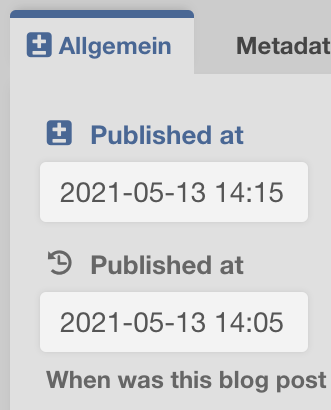 Allgemein Metadat
Published at
2021-05-13 14:15
Published at
2021-05-13 14:05
When was this blog post